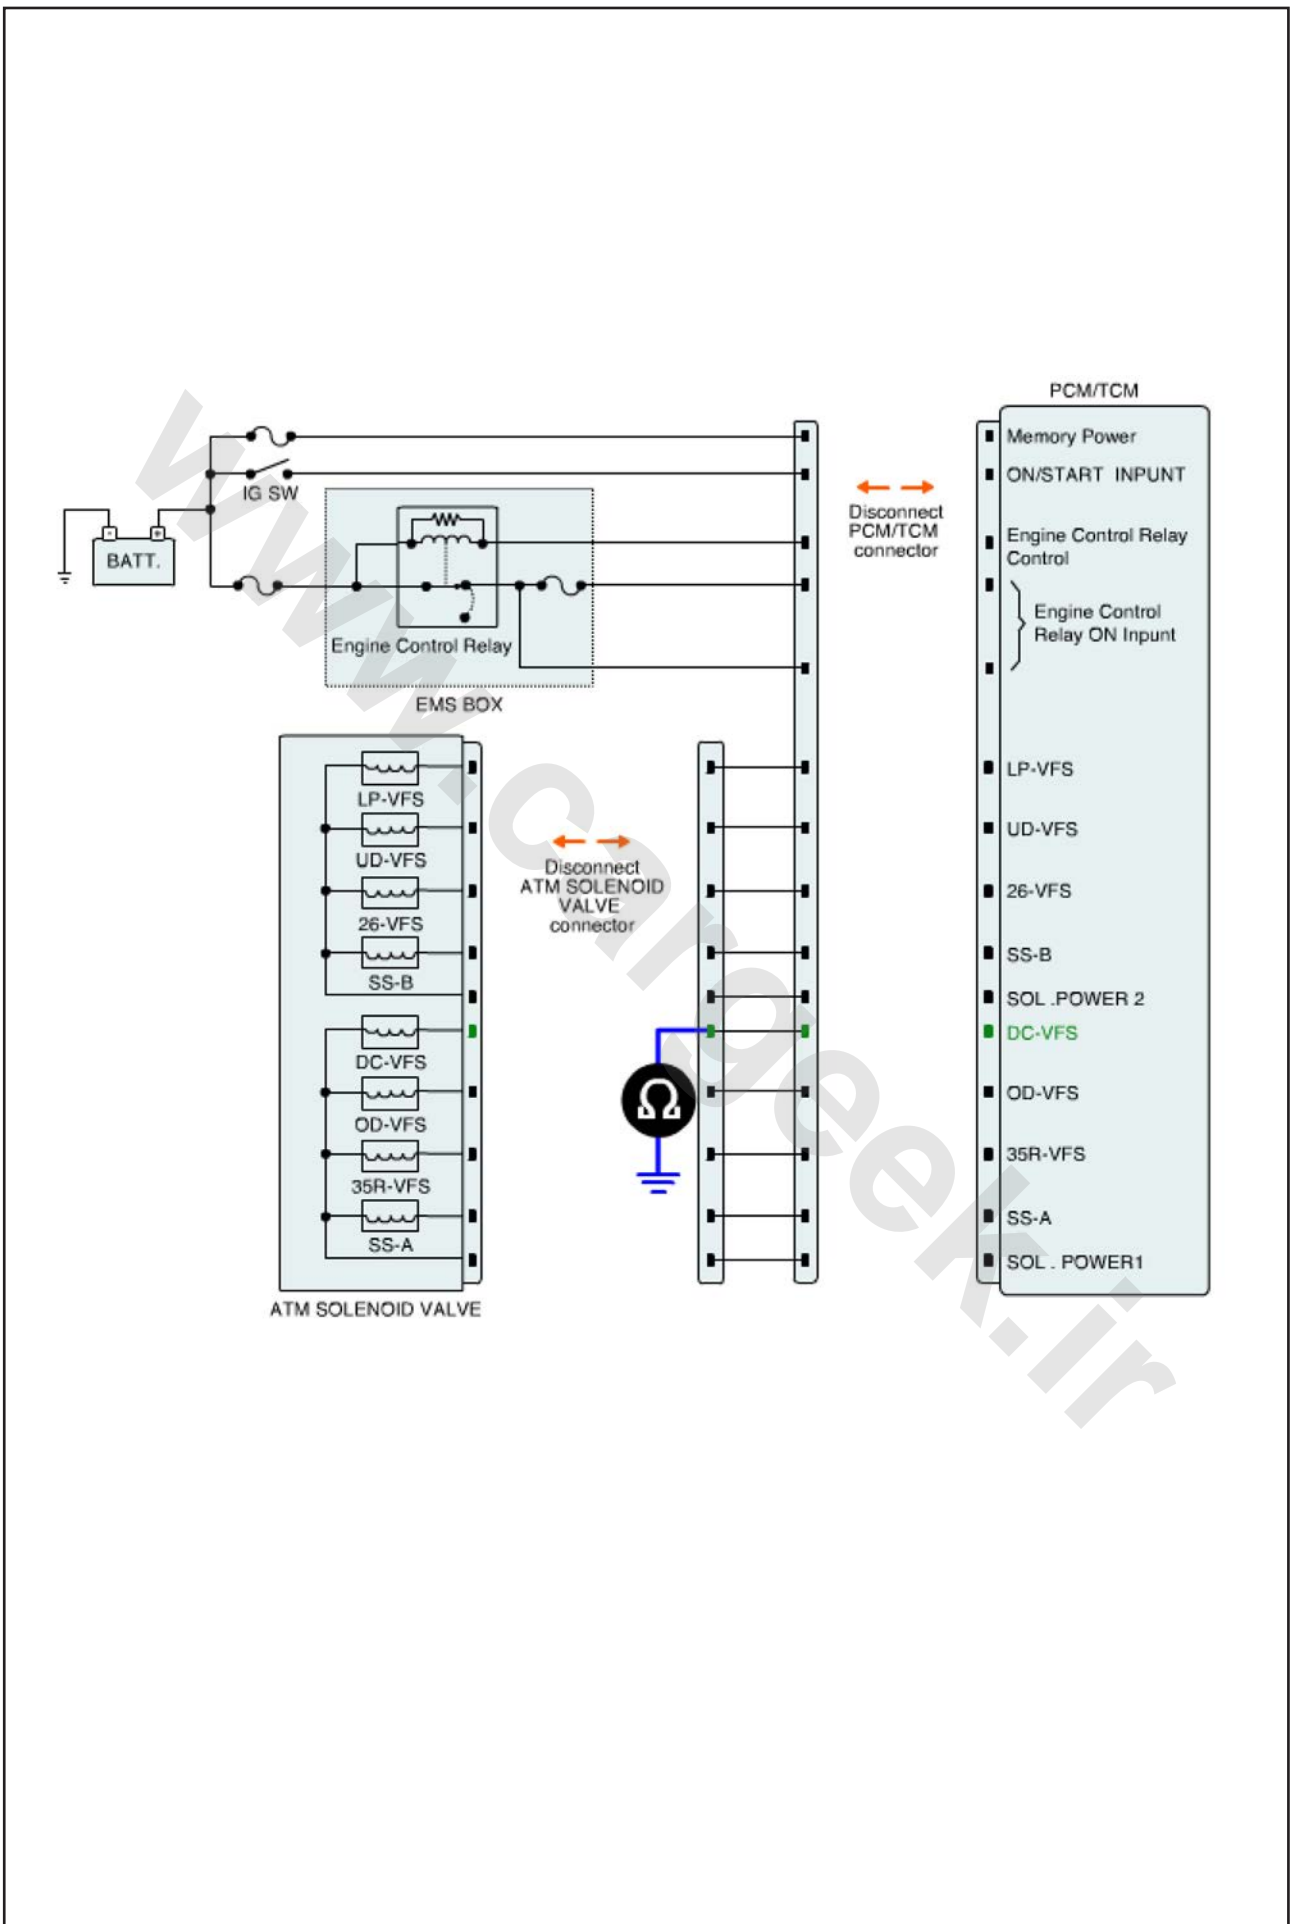 PCM/TCM
Memory Power
ON/START INPUNT
IG SW
Disconnect
PCM/TCM
connector
Engine Control Relay
Control
- +
BATT.
Engine Control
Relay ON Inpunt
Engine Control Relay
EMS BOX
LP-VFS
UD-VFS
26-VFS
SS-B
DC-VFS
OD-VFS
35R-VFS
SS-A
ATM SOLENOID VALVE
Disconnect
ATM SOLENOID
VALVE
connector
Ω
LP-VFS
UD-VFS
26-VFS
SS-B
SOL .POWER 2
DC-VFS
OD-VFS
35R-VFS
SS-A
SOL . POWER1
www.cargeek.ir